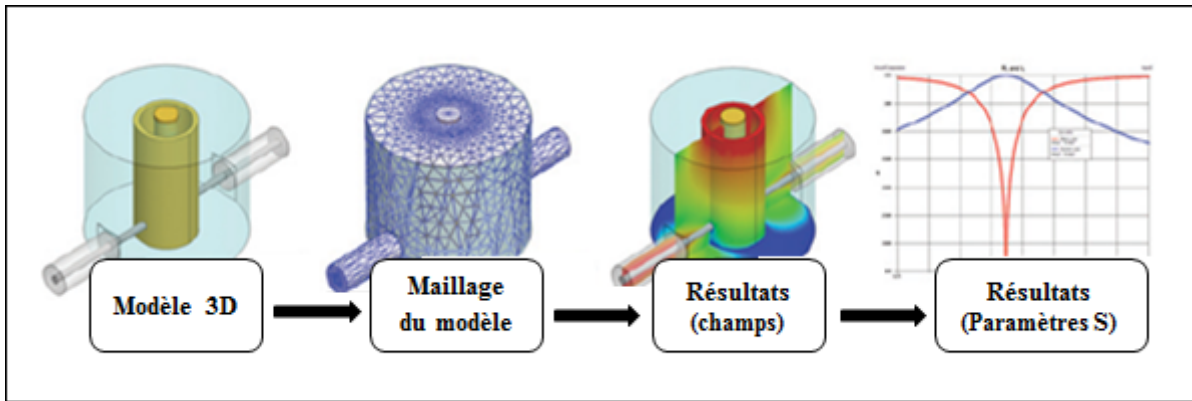 Modèle 3D
Maillage
du modèle
Résultats
(champs)
Résultats
(Paramètres S)